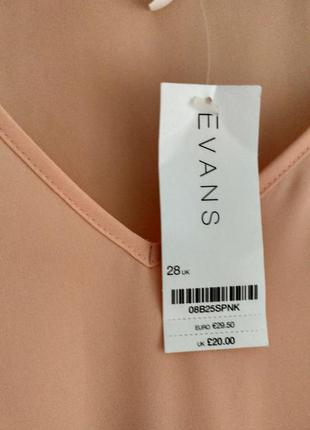 EVANS
28 UK
08B25SPNK
EURO €29.50
UK £20.00